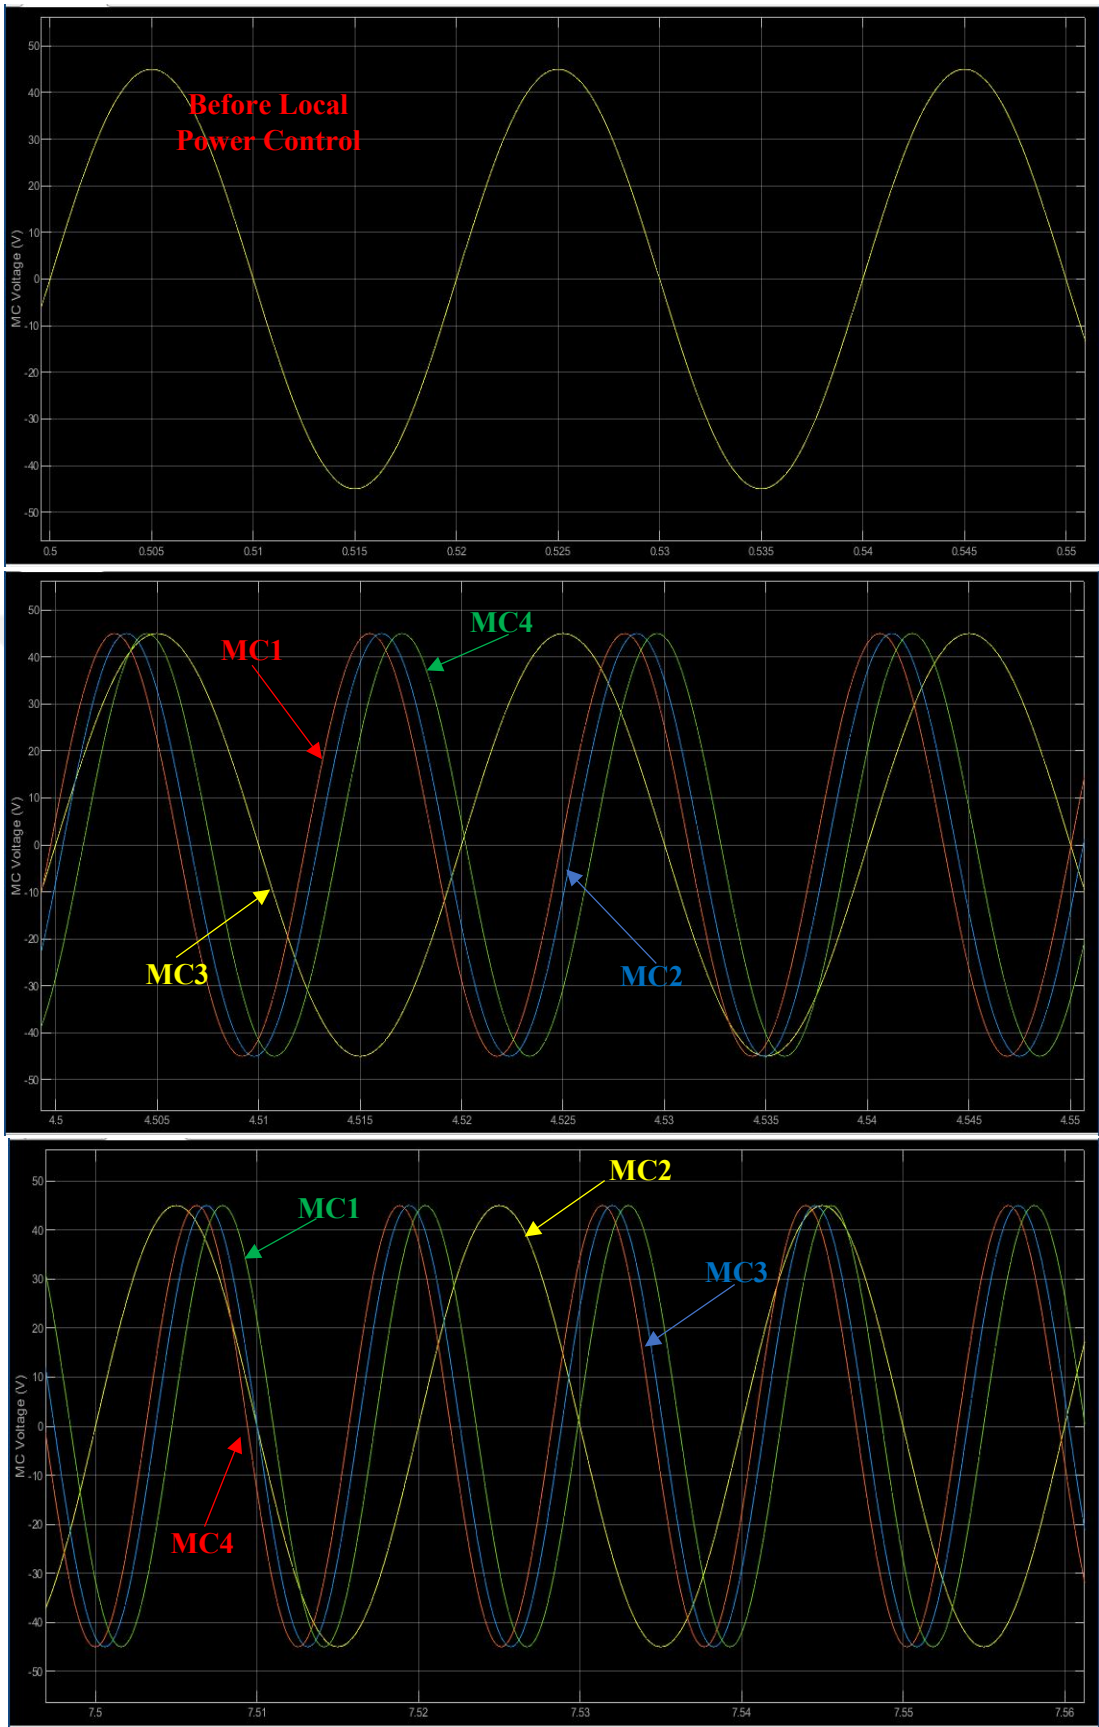 50
40
Before Local
30
Power Control
20
10
0
-10
-20
-30
-40
-50
MC Voltage (V)
0.5 0.505 0.51 0.515 0.52 0.525 0.53 0.535 0.54 0.545 0.55
50
MC4
40
MC1
30
20
10
0
-10
-20
-30
-40
-50
MC Voltage (V)
MC3
MC2
4.5 4.505 4.51 4.515 4.52 4.525 4.53 4.535 4.54 4.545 4.55
50
MC2
40
MC1
30
MC3
20
10
0
-10
-20
-30
-40
-50
MC Voltage (V)
MC4
7.5 7.51 7.52 7.53 7.54 7.55 7.56